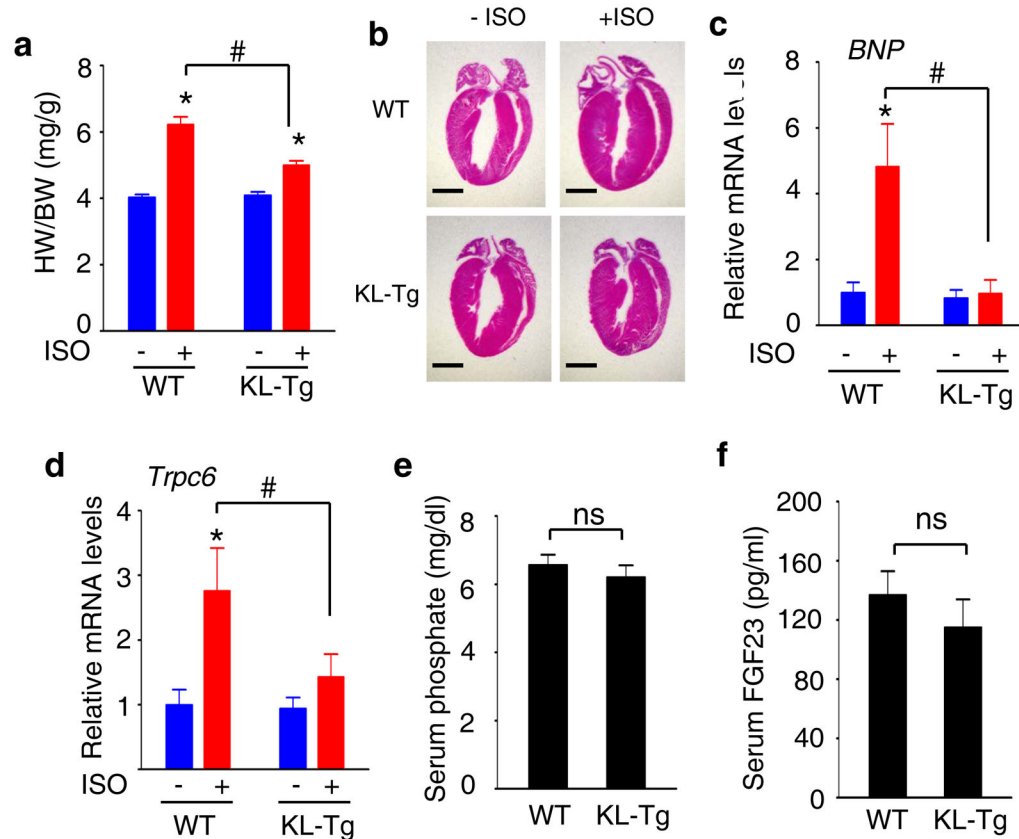 a
HW/BW (mg/g)
8
6
4
2
0
*
#
*
ISO - + - +
WT KL-Tg
b
- ISO +ISO
WT
KL-Tg
c
BNP
Relative mRNA levels
8
6
4
2
0
*
#
ISO - + - +
WT KL-Tg
d
Trpc6
Relative mRNA levels
4
3
2
1
*
#
ISO - + - +
WT KL-Tg
e
Serum phosphate (mg/dl)
8
6
4
2
0
ns
WT KL-Tg
f
Serum FGF23 (pg/ml)
200
160
120
80
40
0
ns
WT KL-Tg